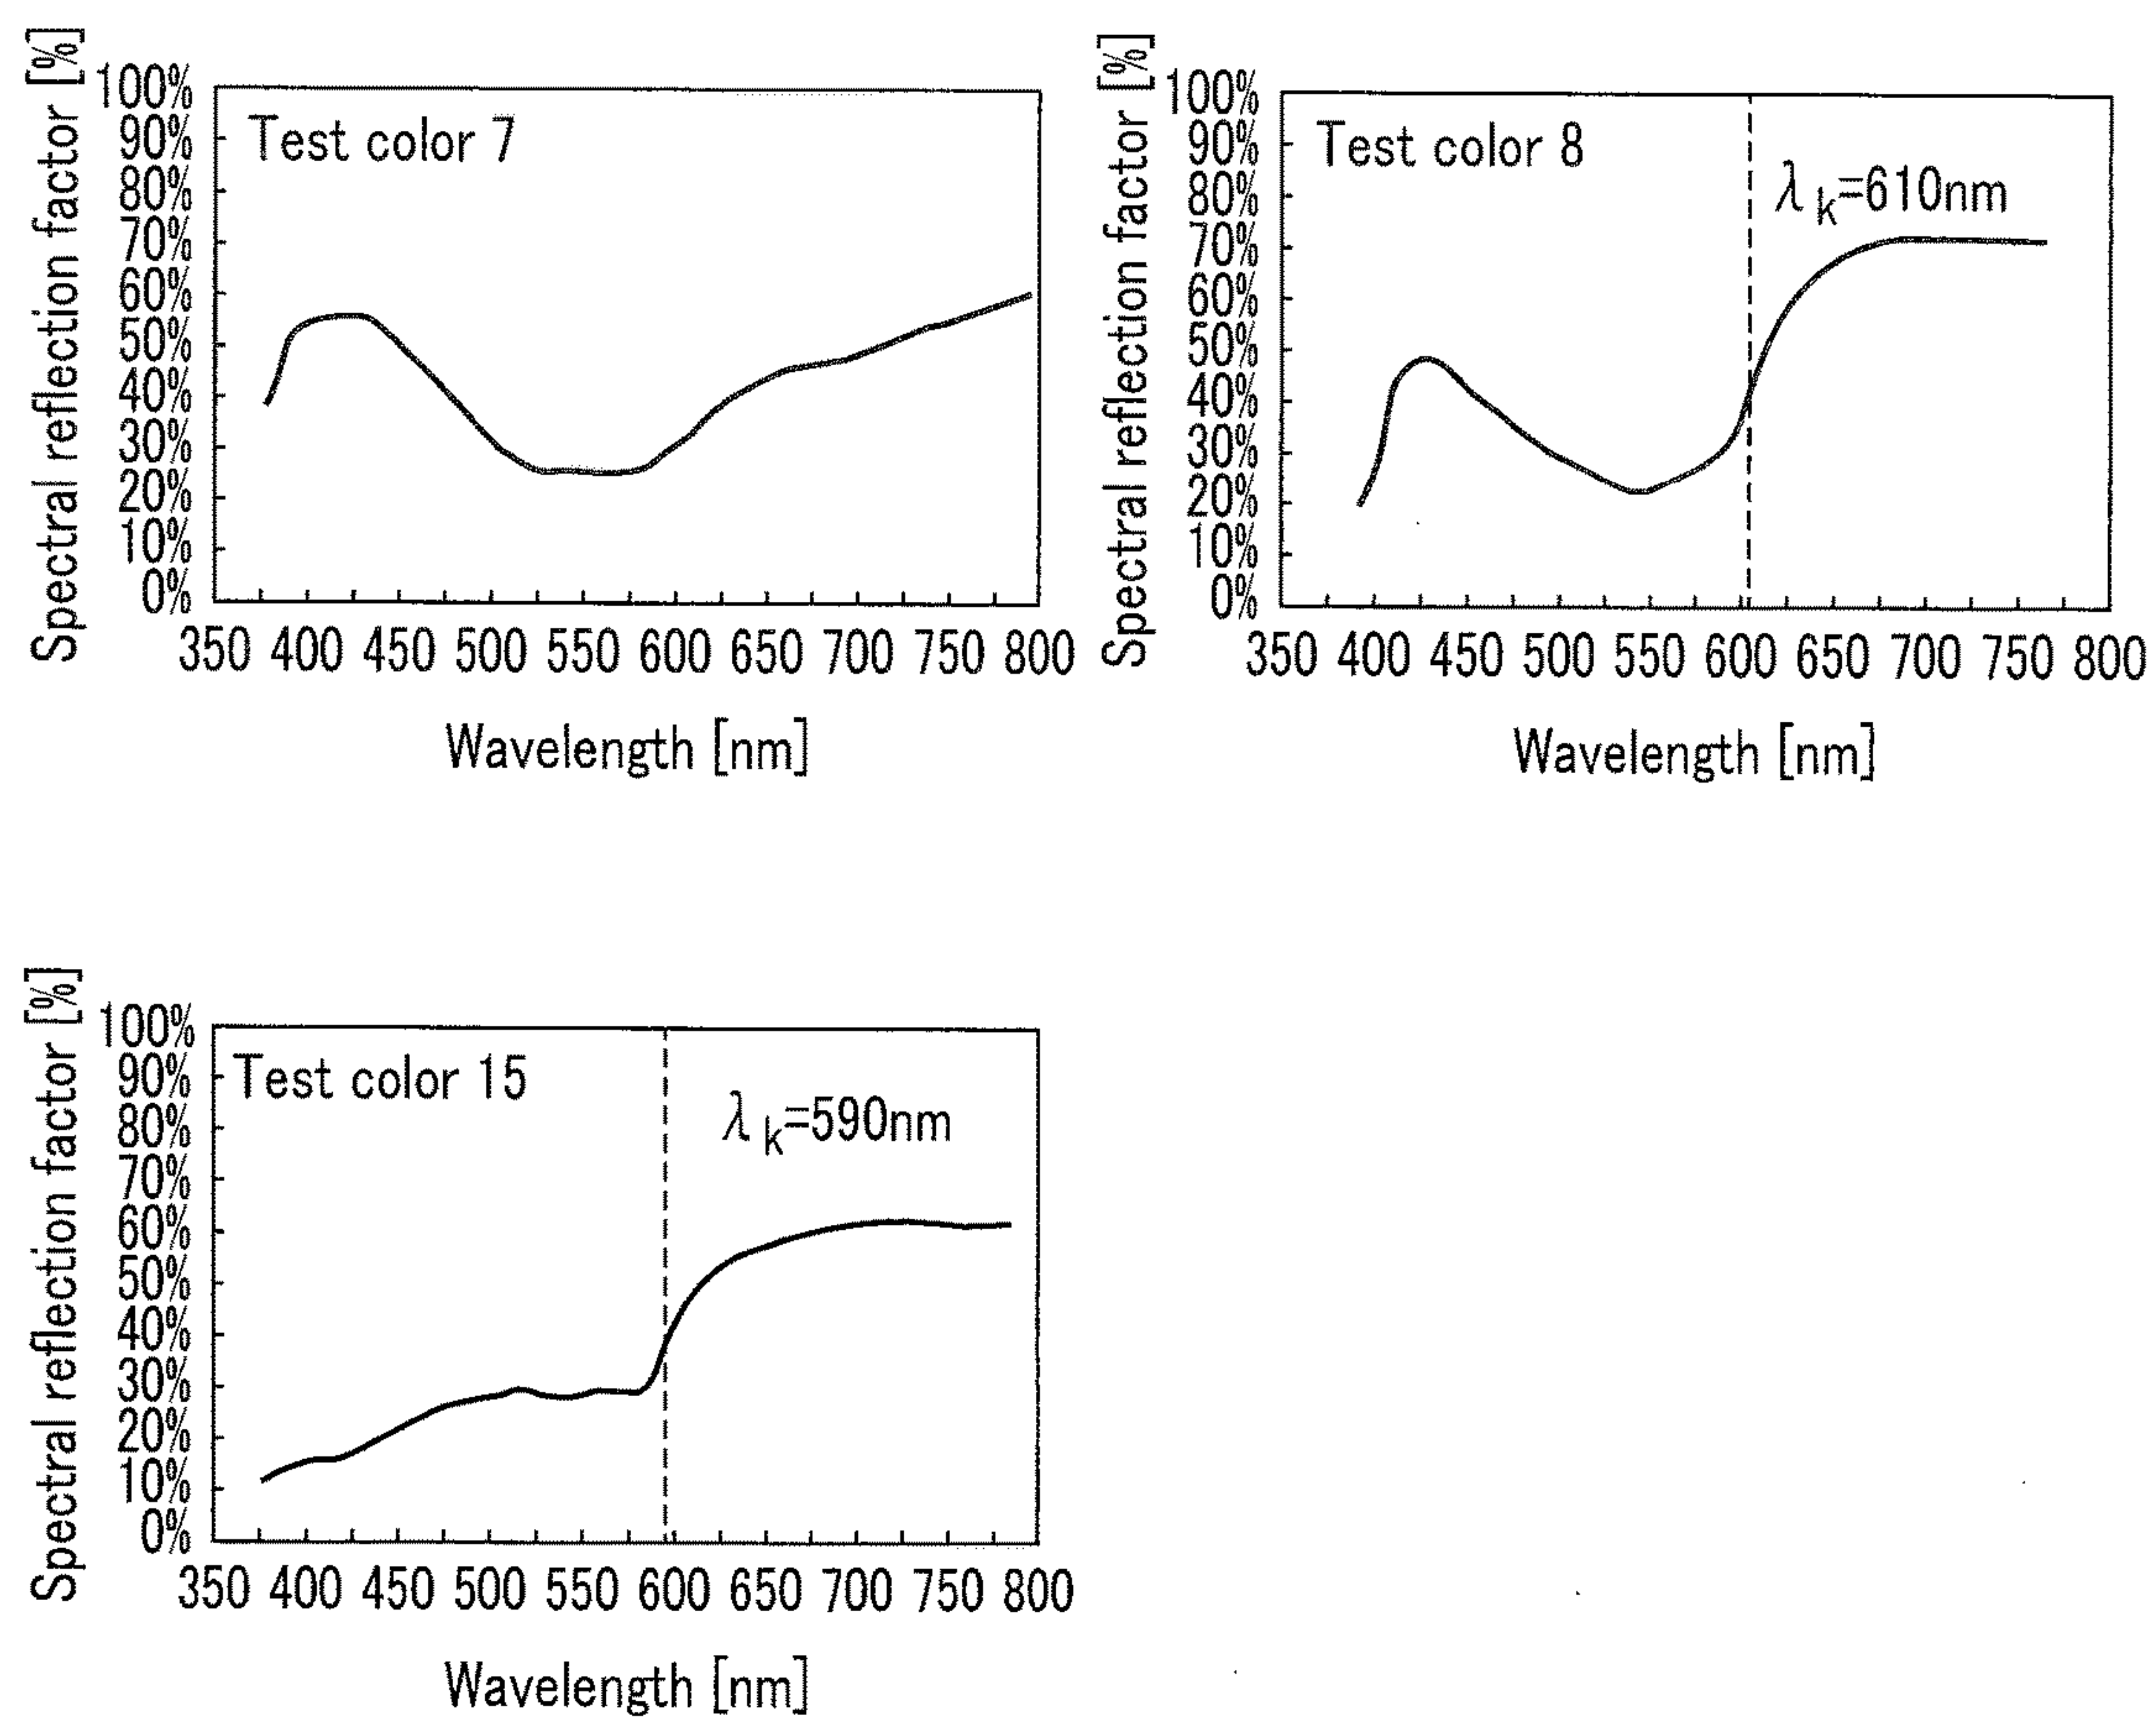 Spectral reflection factor [%]
100%
90%
80%
70%
60%
50%
40%
30%
20%
10%
0%
Test color 7
350 400 450 500 550 600 650 700 750 800
Wavelength [nm]
Spectral reflection factor [%]
100%
90%
80%
70%
60%
50%
40%
30%
20%
10%
0%
Test color 8
λk=610nm
350 400 450 500 550 600 650 700 750 800
Wavelength [nm]
Spectral reflection factor [%]
100%
90%
80%
70%
60%
50%
40%
30%
20%
10%
0%
Test color 15
λk=590nm
350 400 450 500 550 600 650 700 750 800
Wavelength [nm]